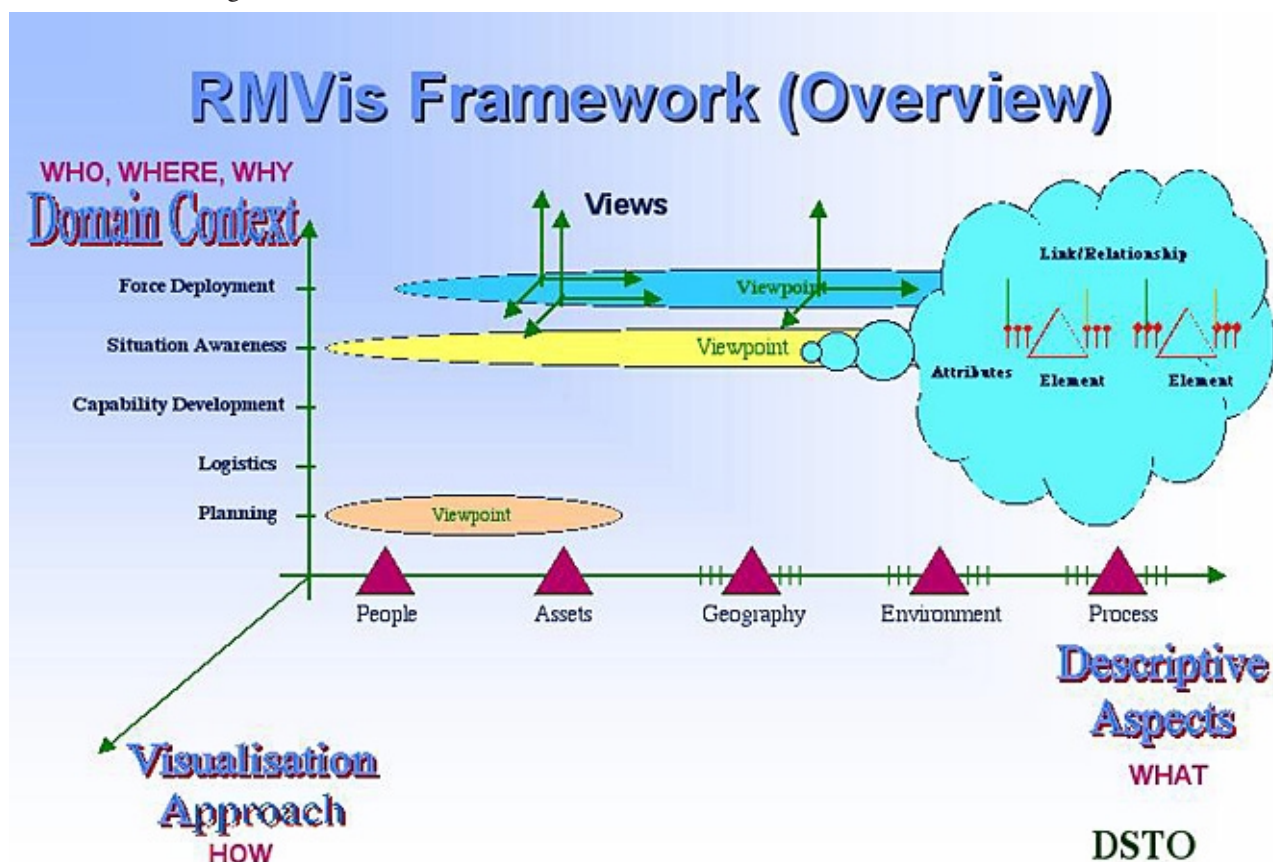 RMVis Framework (Overview)
WHO, WHERE, WHY
Domain Context
Views
Link/Relationship
Force Deployment
Viewpoint
Situation Awareness
Viewpoint
Attributes
Element
Element
Capability Development
Logistics
Planning
Viewpoint
People
Assets
Geography
Environment
Process
Descriptive
Aspects
WHAT
Visualisation
Approach
HOW
DSTO